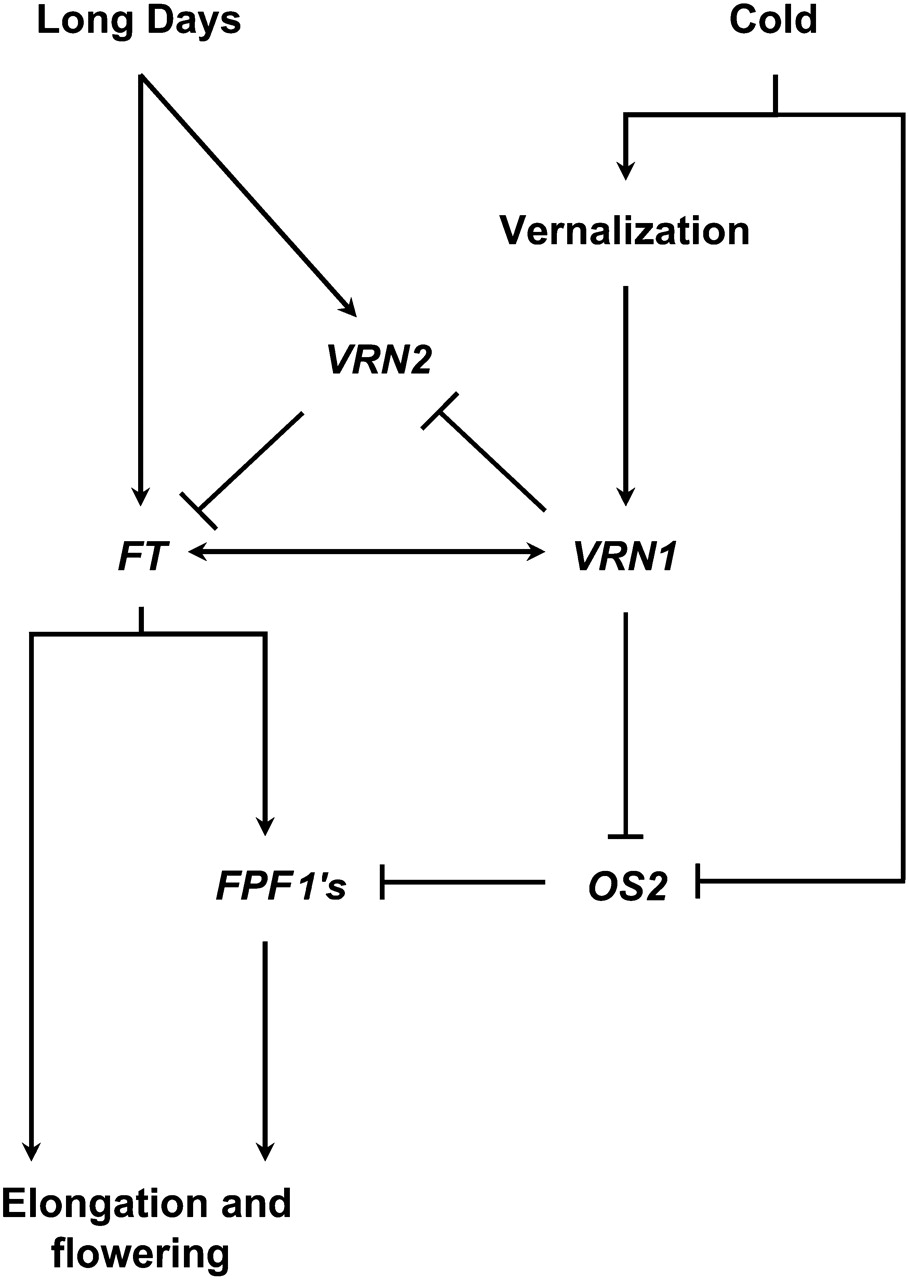 Long Days
Cold
Vernalization
VRN2
FT
VRN1
FPF1's
OS2
Elongation and
flowering